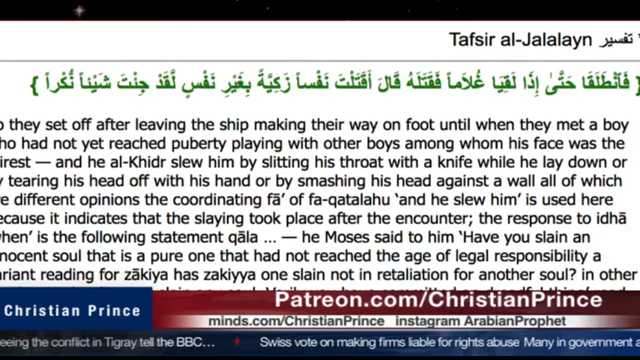 تفسير Tafsir al-Jalalayn
{ فَٱنْطَلَقَا حَتَّىٰ إِذَا لَقِيَا غُلاَماً فَقَتَلَهُ قَالَ أَقَتَلْتَ نَفْساً زَكِيَّةً بِغَيْرِ نَفْسٍ لَّقَدْ جِئْتَ شَيْئاً نُّكْراً }
o they set off after leaving the ship making their way on foot until when they met a boy
ho had not yet reached puberty playing with other boys among whom his face was the
irest — and he al-Khidr slew him by slitting his throat with a knife while he lay down or
y tearing his head off with his hand or by smashing his head against a wall all of which
re different opinions the coordinating fā' of fa-qatalahu 'and he slew him' is used here
ecause it indicates that the slaying took place after the encounter; the response to idhā
when' is the following statement qāla ... — he Moses said to him 'Have you slain an
nnocent soul that is a pure one that had not reached the age of legal responsibility a
ariant reading for zākiya has zakiyya one slain not in retaliation for another soul? in other
Christian Prince
Patreon.com/ChristianPrince
minds.com/ChristianPrince instagram ArabianProphet
eeing the conflict in Tigray tell the BBC… Swiss vote on making firms liable for rights abuse Many in government a